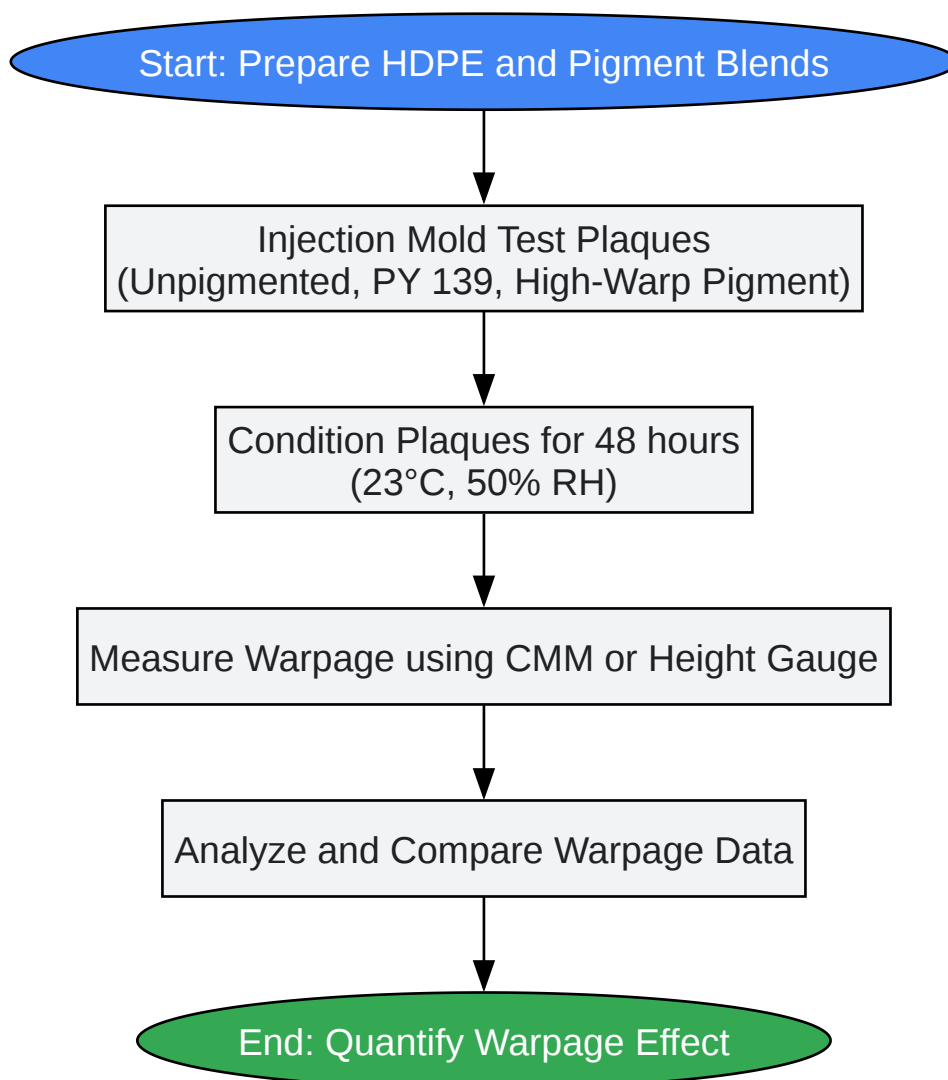 Start: Prepare HDPE and Pigment Blends
Injection Mold Test Plaques
(Unpigmented, PY 139, High-Warp Pigment)
Condition Plaques for 48 hours
(23°C, 50% RH)
Measure Warpage using CMM or Height Gauge
Analyze and Compare Warpage Data
End: Quantify Warpage Effect